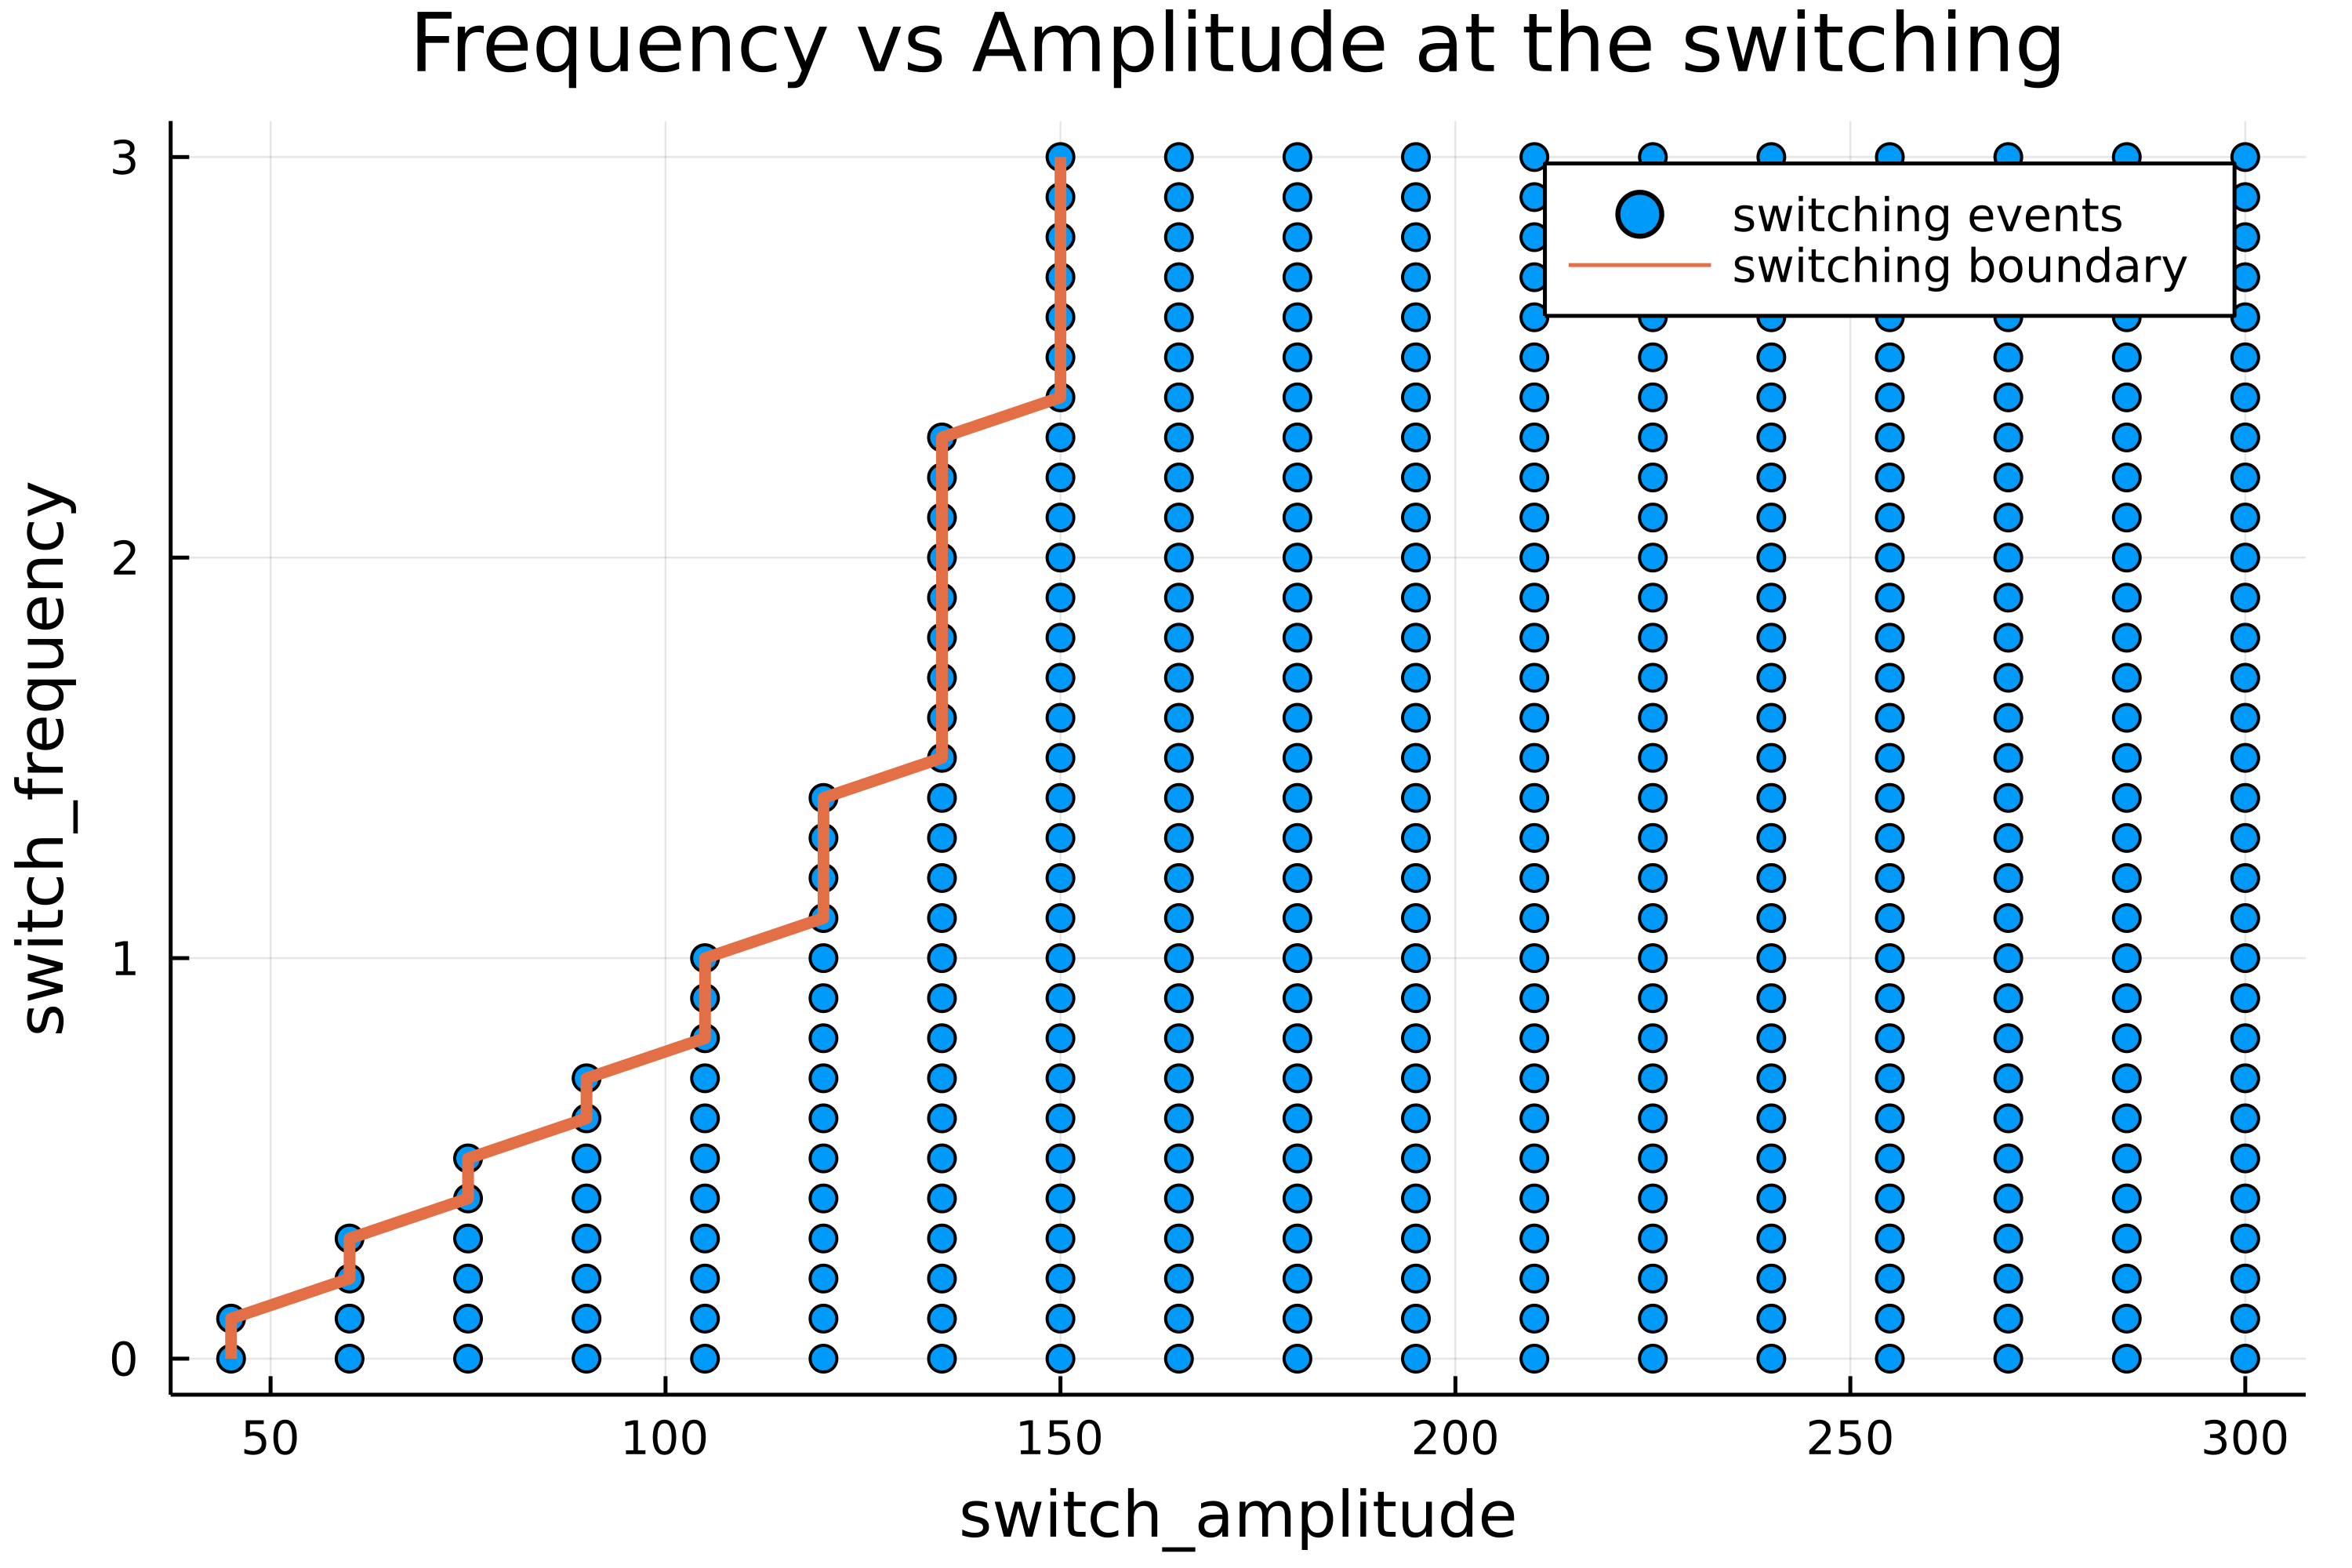 Frequency vs Amplitude at the switching
switching events
switching boundary
switch_frequency
3
2
1
0
50 100 150 200 250 300
switch_amplitude